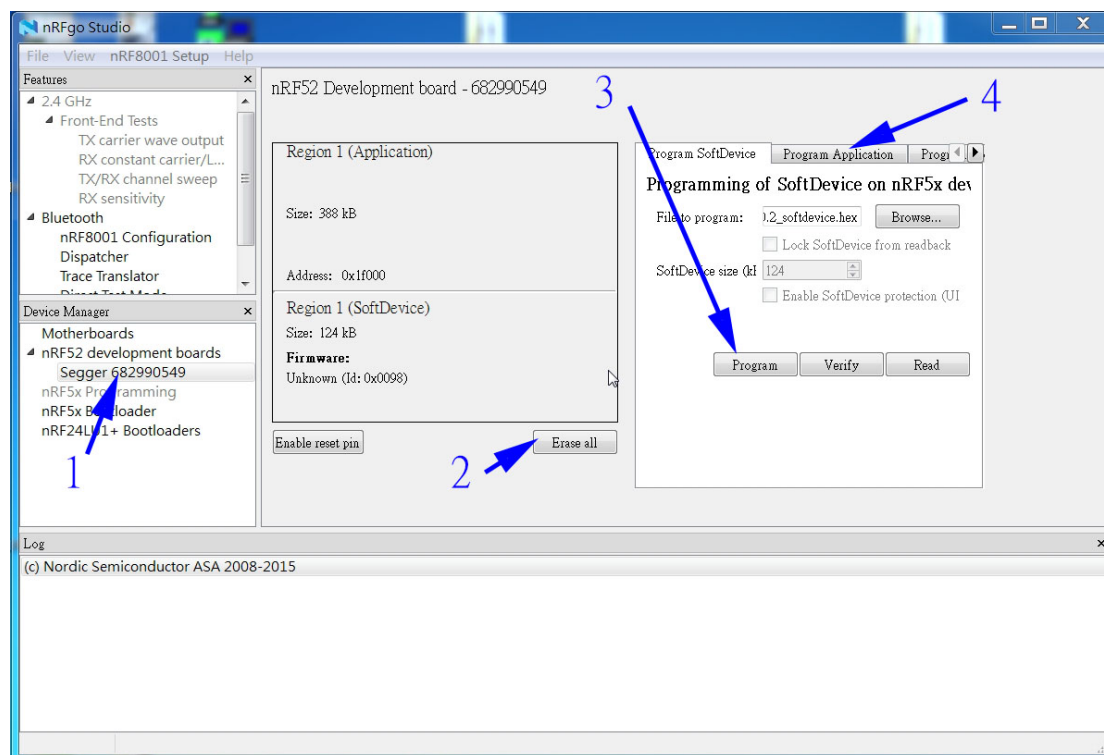 nRFgo Studio
File View nRF8001 Setup Help
Features
2.4 GHz
Front-End Tests
TX carrier wave output
RX constant carrier/L...
TX/RX channel sweep
RX sensitivity
Bluetooth
nRF8001 Configuration
Dispatcher
Trace Translator
Direct Test Mode
Device Manager
Motherboards
nRF52 development boards
Segger 682990549
nRF5x Programming
nRF5x Bootloader
nRF24LU1+ Bootloaders
1
nRF52 Development board - 682990549
Region 1 (Application)
Size: 388 kB
Address: 0x1f000
Region 1 (SoftDevice)
Size: 124 kB
Firmware:
Unknown (Id: 0x0098)
Enable reset pin
Erase all
2
3
4
Program SoftDevice
Program Application
Progr
Programming of SoftDevice on nRF5x dev
File to program:
).2_softdevice.hex
Browse...
Lock SoftDevice from readback
SoftDevice size (kB
124
Enable SoftDevice protection (UI
Program
Verify
Read
Log
(c) Nordic Semiconductor ASA 2008-2015